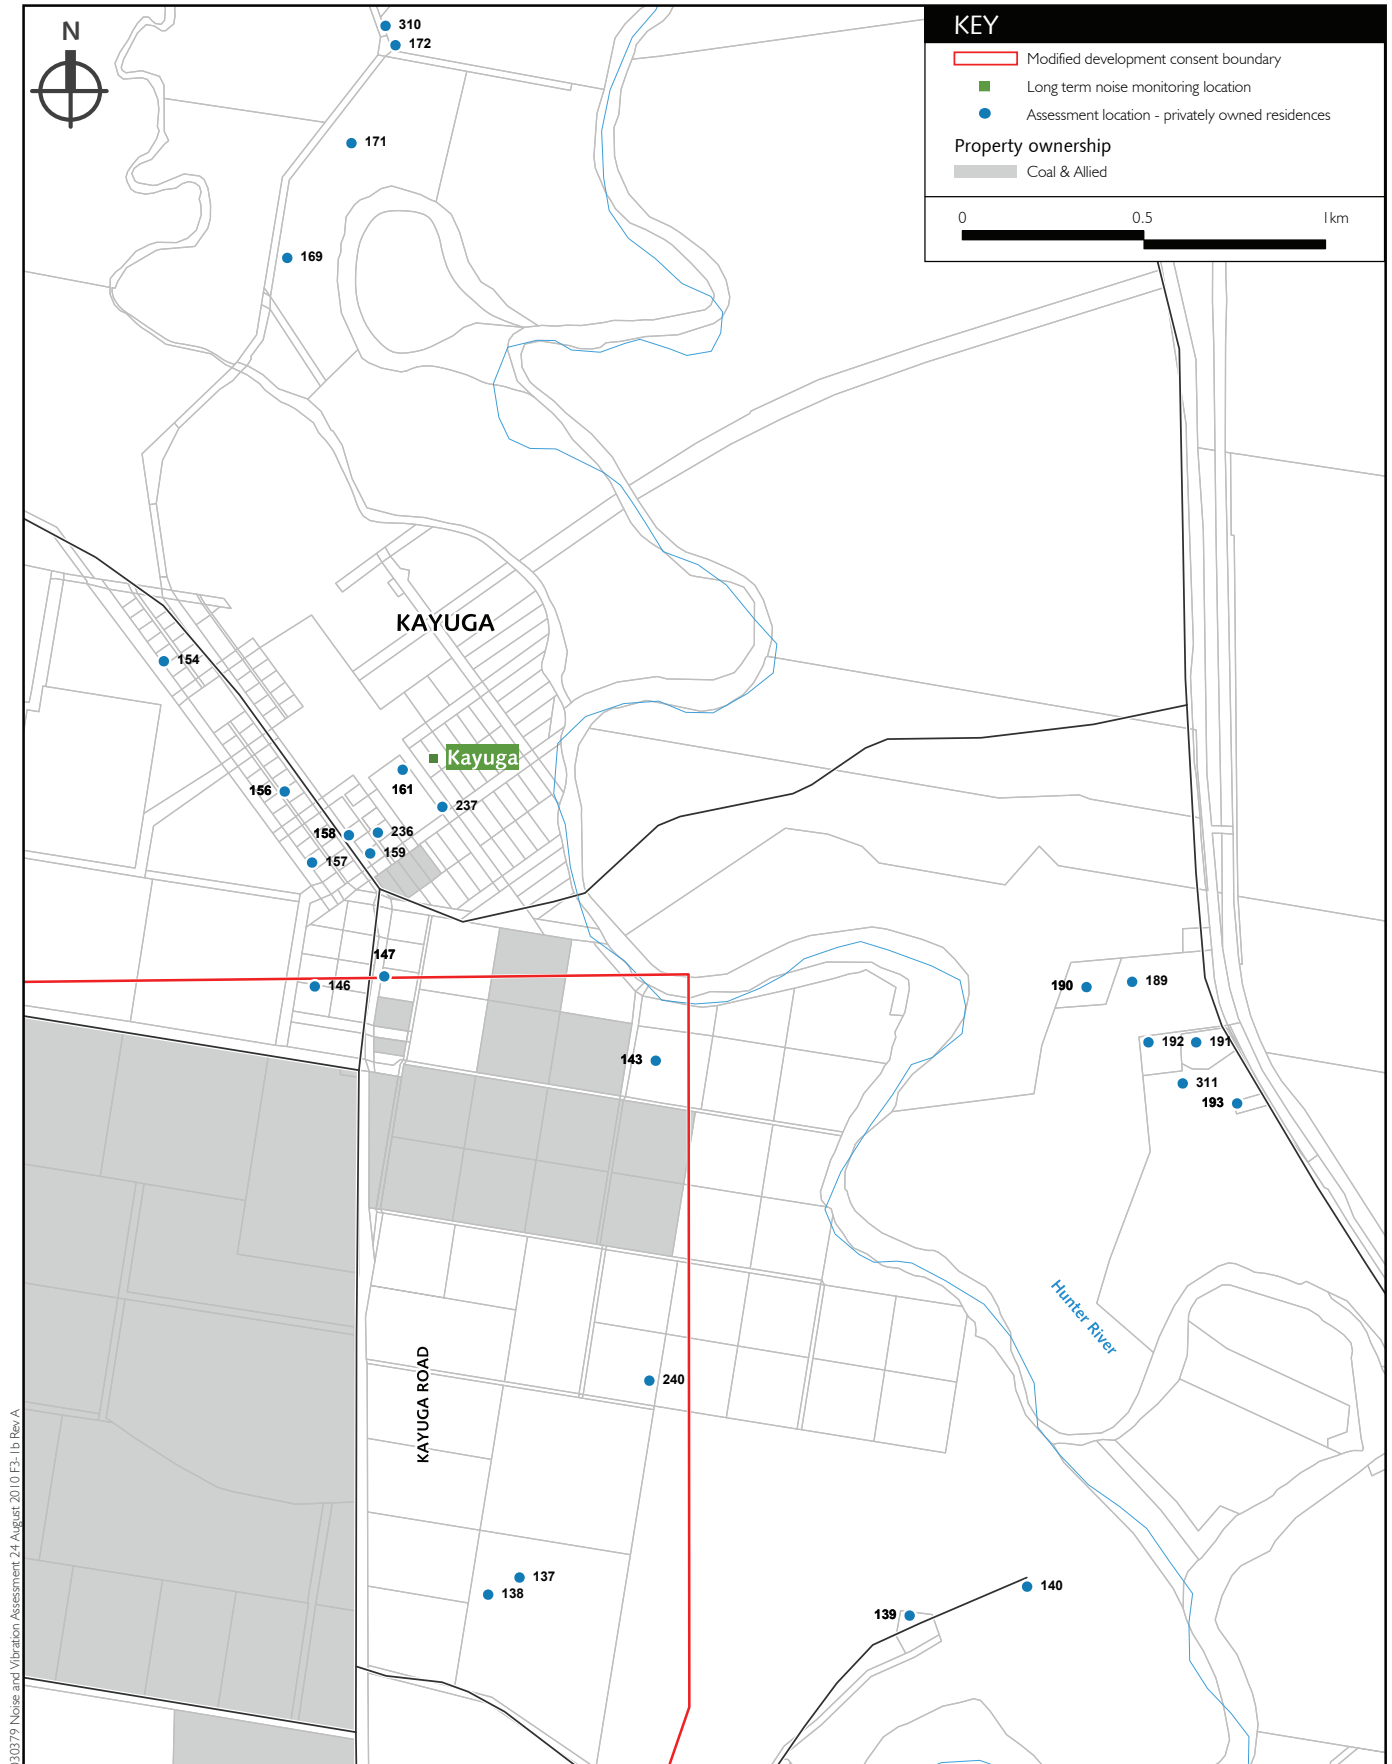 KEY
Modified development consent boundary
Long term noise monitoring location
Assessment location - privately owned residences
Property ownership
Coal & Allied
0 0.5 1km
N
310
172
171
169
KAYUGA
154
Kayuga
161
156
237
158
236
159
157
147
146
190
189
143
192
191
311
193
Hunter River
KAYUGA ROAD
240
137
138
140
139
030379 Noise and Vibration Assessment 24 August 2010 F3-1b Rev A